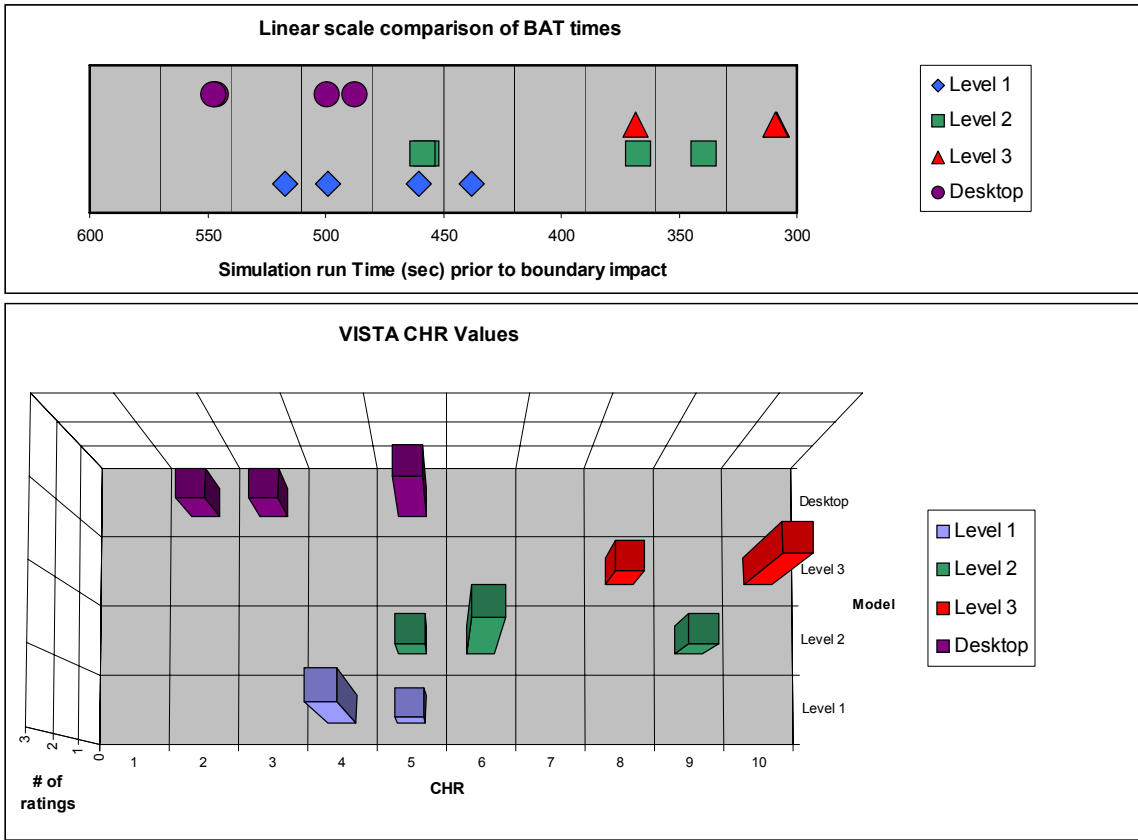 Linear scale comparison of BAT times
Level 1
Level 2
Level 3
Desktop
600 550 500 450 400 350 300
Simulation run Time (sec) prior to boundary impact
VISTA CHR Values
Desktop
Level 3
Model
Level 2
Level 1
3 2 1 0
1 2 3 4 5 6 7 8 9 10
# of
ratings
CHR
Level 1
Level 2
Level 3
Desktop